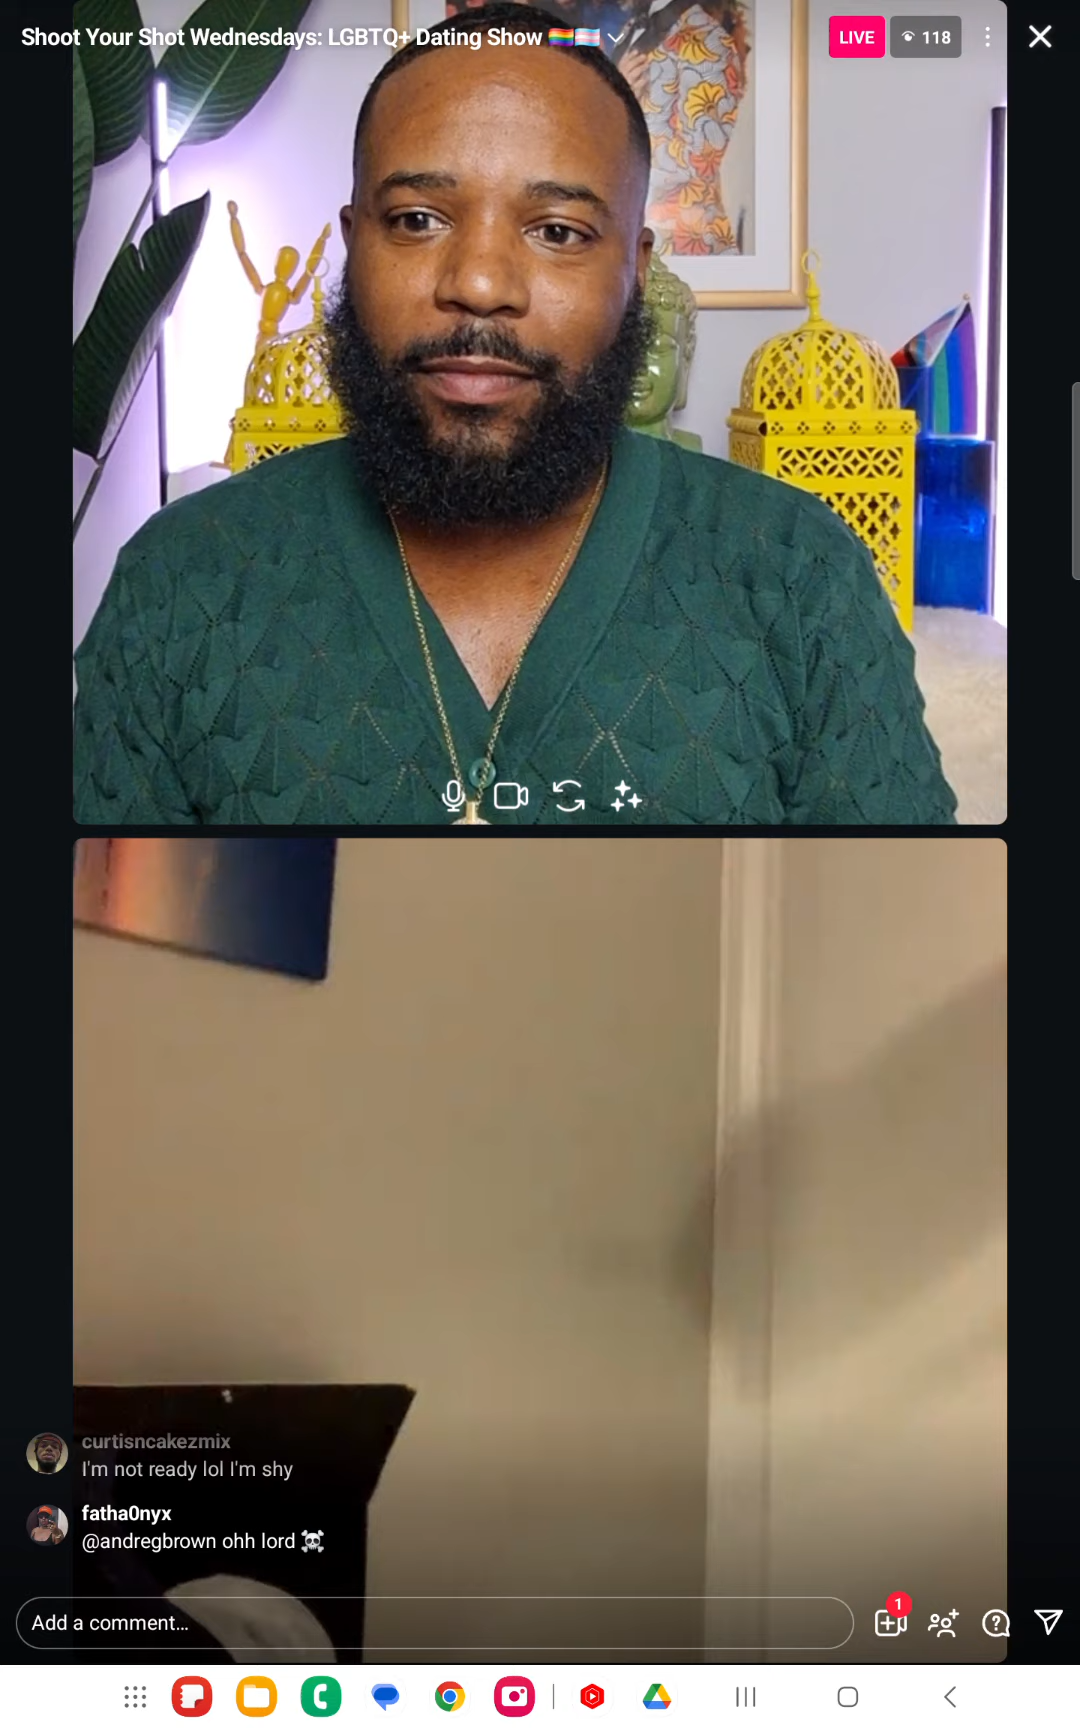 Shoot Your Shot Wednesdays: LGBTQ+ Dating Show 🏳️‍🌈🏳️‍⚧️
LIVE
118
curtisncakezmix
I'm not ready lol I'm shy
fatha0nyx
@andregbrown ohh lord ☠️
Add a comment...
1